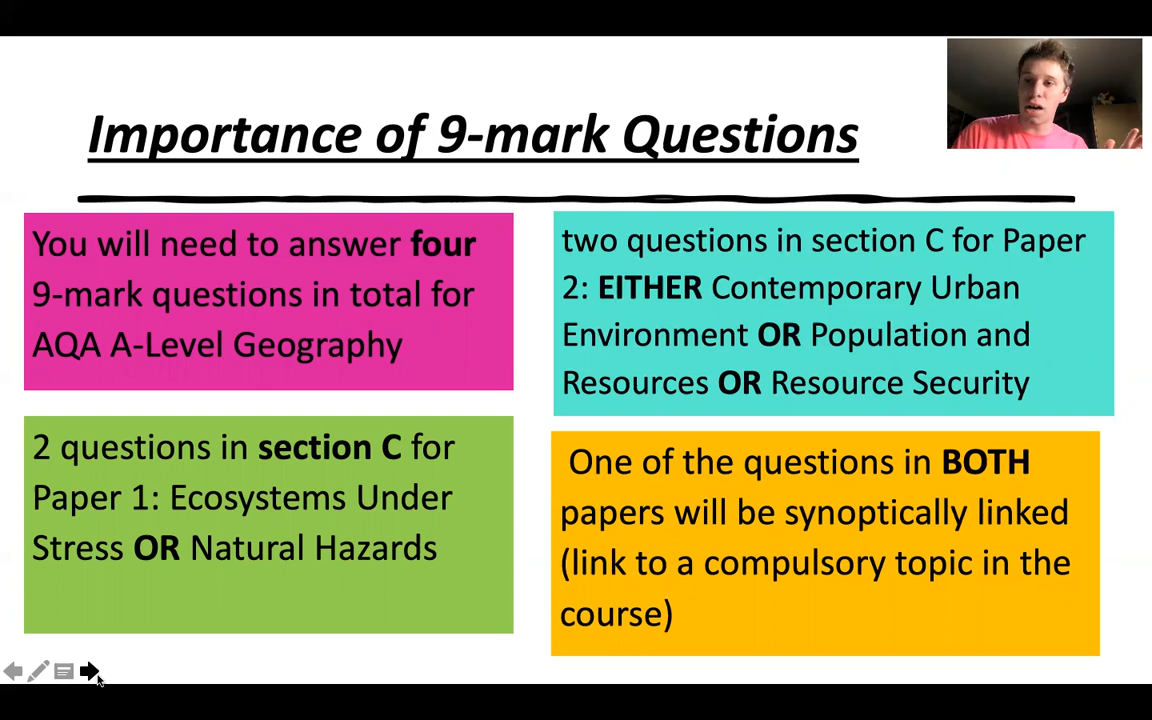 Importance of 9-mark Questions
You will need to answer four
9-mark questions in total for
AQA A-Level Geography
two questions in section C for Paper
2: EITHER Contemporary Urban
Environment OR Population and
Resources OR Resource Security
2 questions in section C for
Paper 1: Ecosystems Under
Stress OR Natural Hazards
One of the questions in BOTH
papers will be synoptically linked
(link to a compulsory topic in the
course)